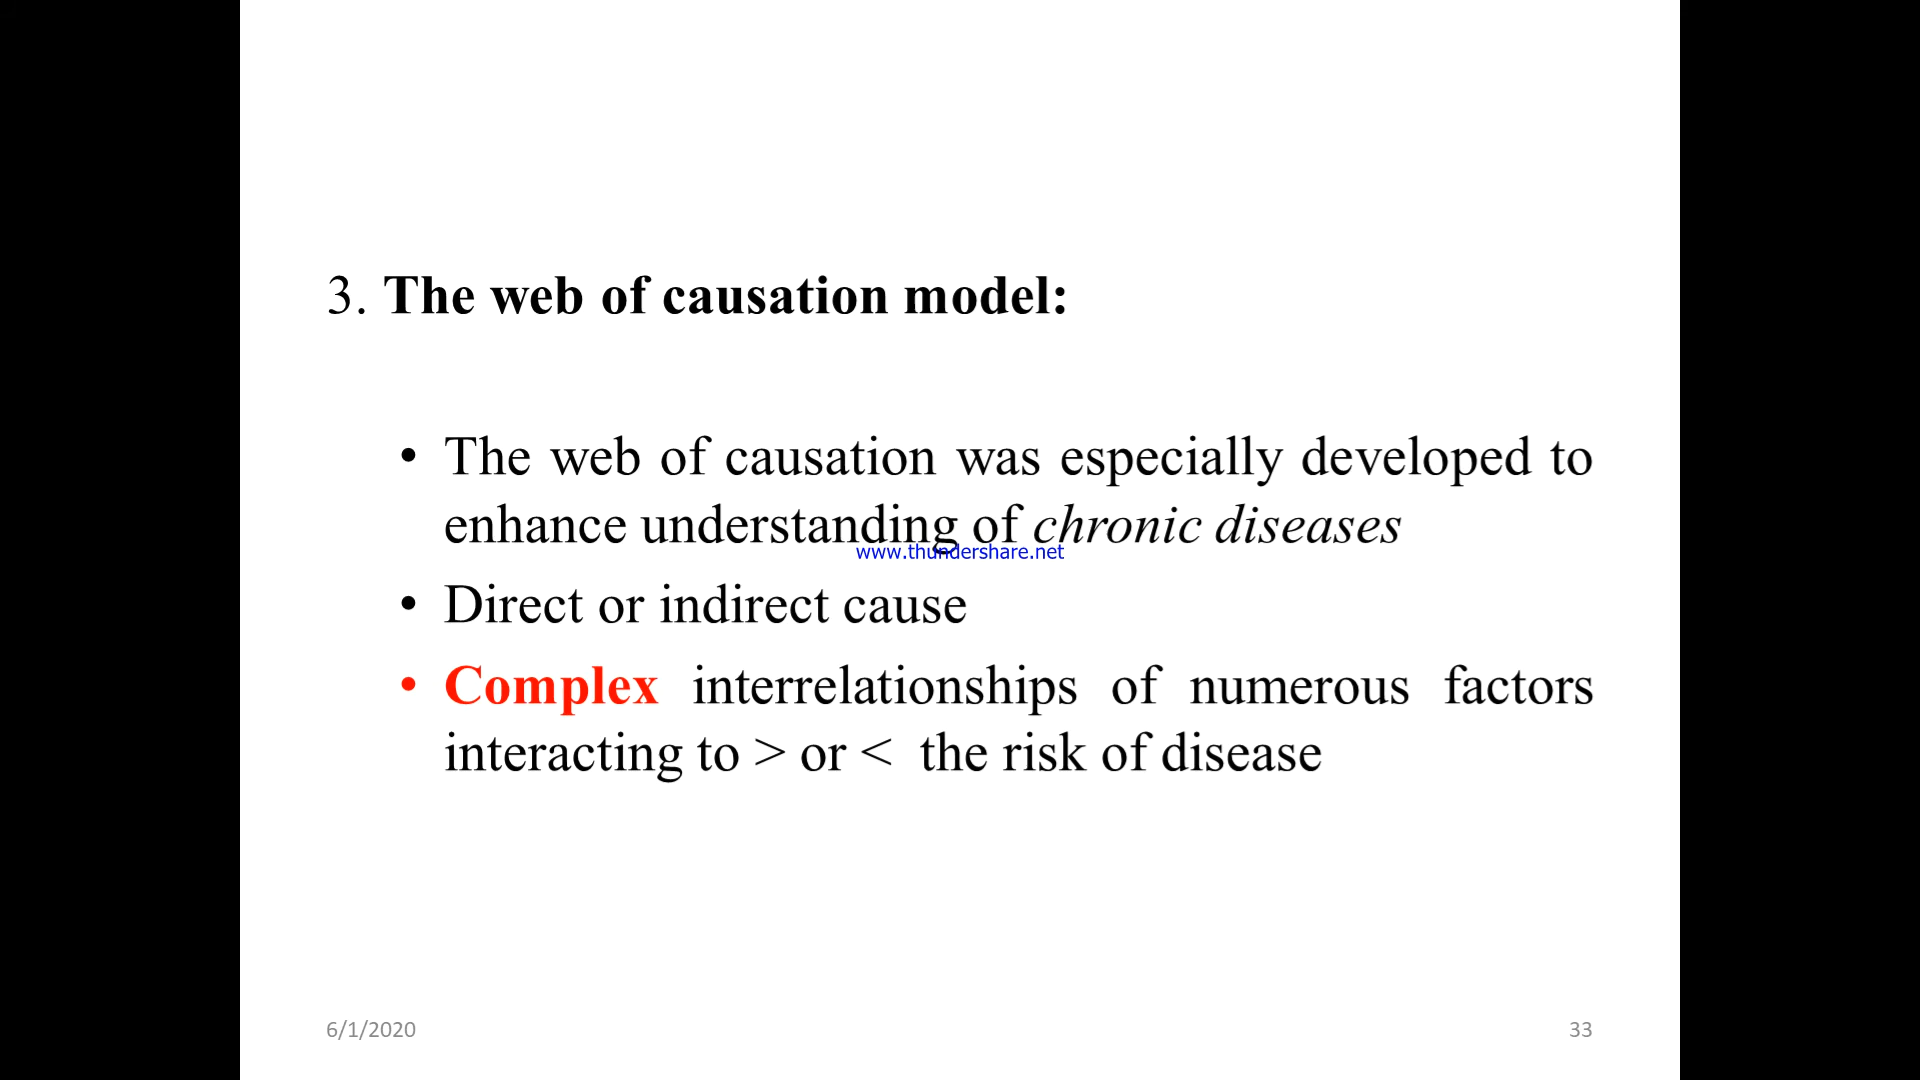 3. The web of causation model:
• The web of causation was especially developed to
enhance understanding of chronic diseases
www.thundershare.net
• Direct or indirect cause
• Complex interrelationships of numerous factors
interacting to > or < the risk of disease
6/1/2020
33